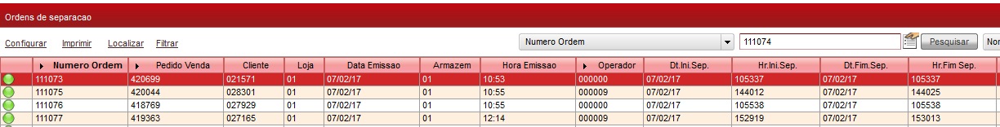 Ordens de separacao
Configurar Imprimir Localizar Filtrar Numero Ordem 111074 Pesquisar
Numero Ordem Pedido Venda Cliente Loja Data Emissao Armazem Hora Emissao Operador Dt.Ini.Sep. Hr.Ini.Sep. Dt.Fim.Sep. Hr.Fim Sep.
111073 420699 021571 01 07/02/17 01 10:53 000000 07/02/17 105337 07/02/17 105337
111075 420044 028301 01 07/02/17 01 10:55 000009 07/02/17 144012 07/02/17 144025
111076 418769 027929 01 07/02/17 01 10:55 000000 07/02/17 105538 07/02/17 105538
111077 419363 027165 01 07/02/17 01 12:14 000009 07/02/17 152919 07/02/17 153013